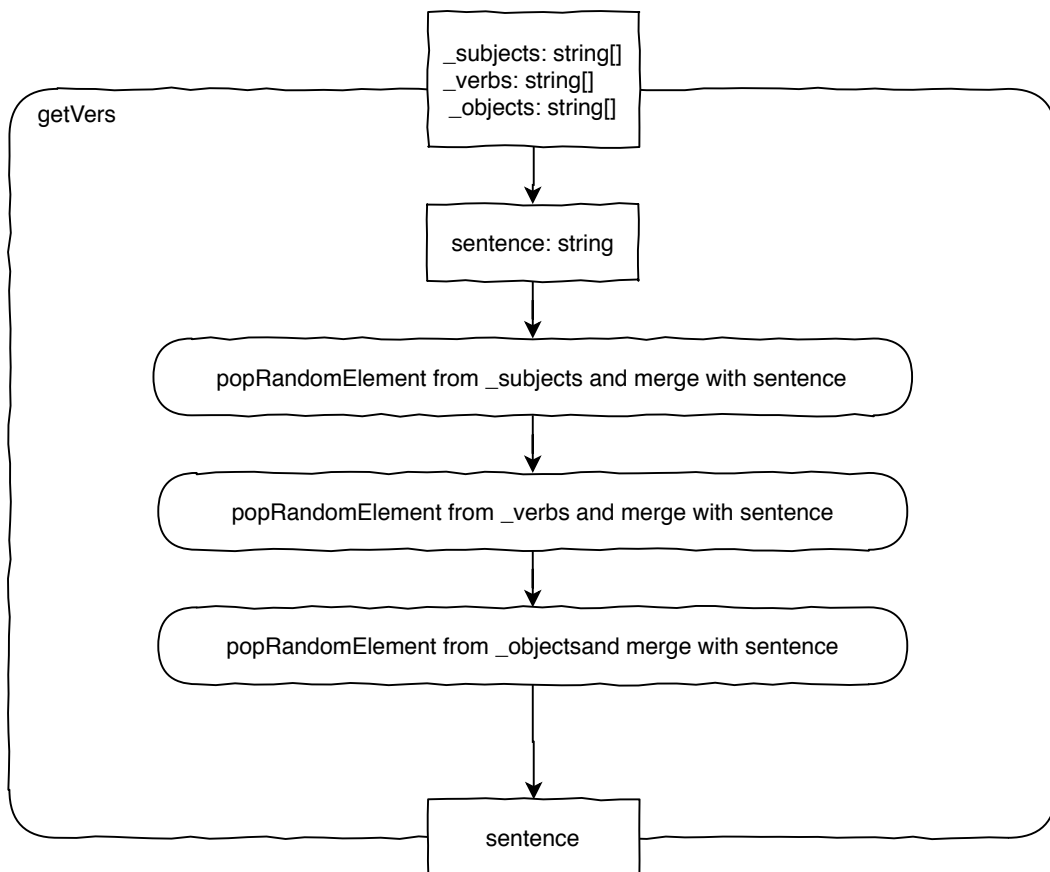 _subjects: string[]
_verbs: string[]
_objects: string[]
getVers
sentence: string
popRandomElement from _subjects and merge with sentence
popRandomElement from _verbs and merge with sentence
popRandomElement from _objectsand merge with sentence
sentence